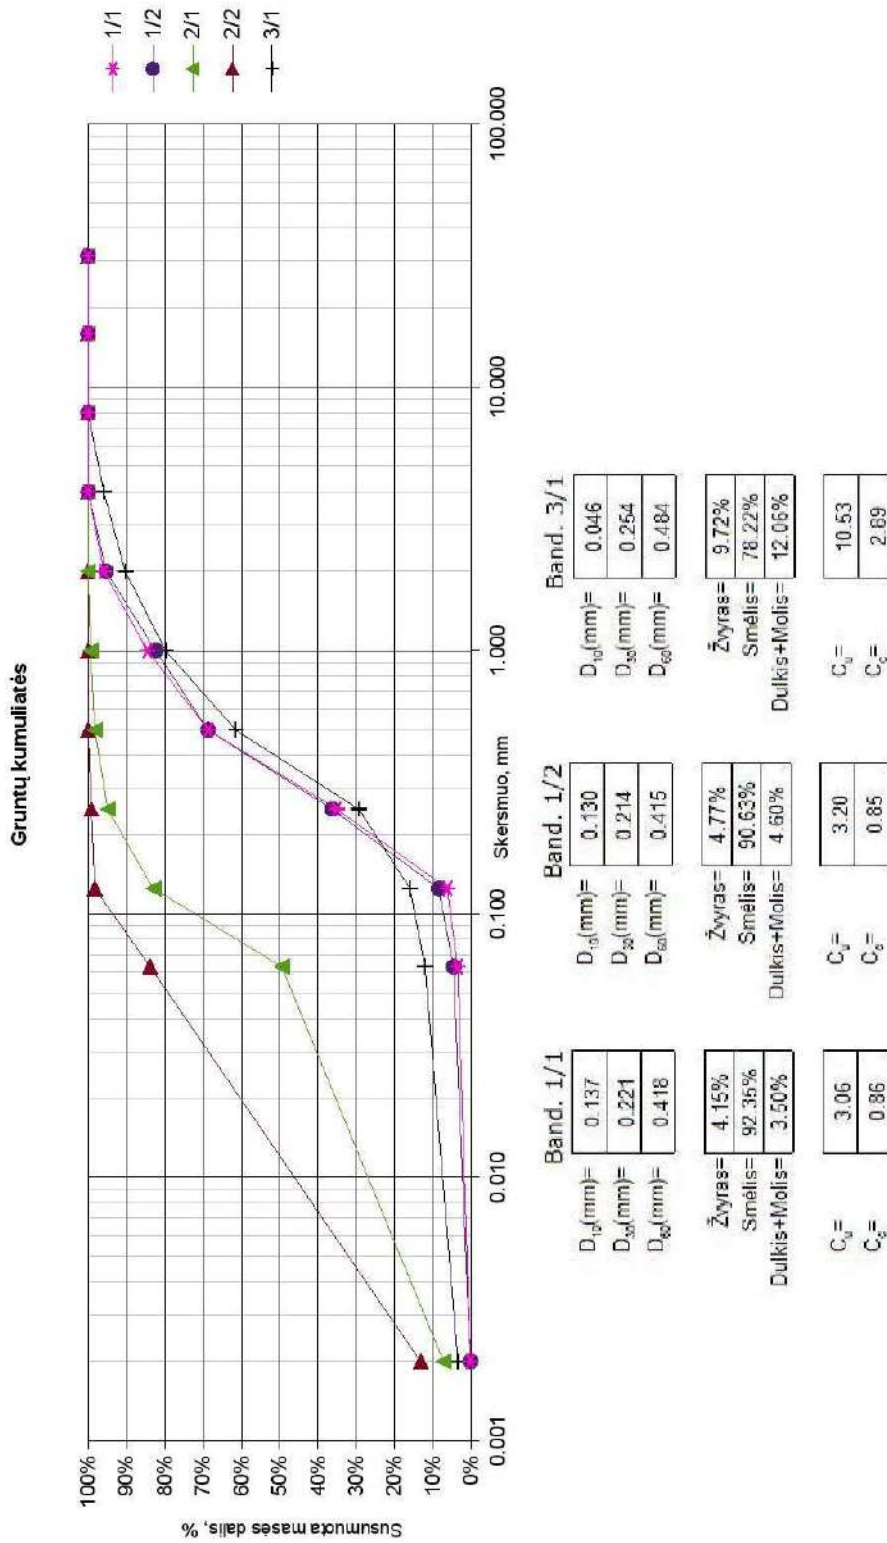 Gruntų kumuliatės
Susumuota masės dalis, %
100%
90%
80%
70%
60%
50%
40%
30%
20%
10%
0%
0.001
0.010
0.100
1.000
10.000
100.000
Skersmuo, mm
1/1
1/2
2/1
2/2
3/1
Band. 1/1
D10(mm)= 0.137
D30(mm)= 0.221
D60(mm)= 0.418
Žvyras= 4.15%
Smėlis= 92.35%
Dulkis+Molis= 3.50%
Cu= 3.06
Cc= 0.86
Band. 1/2
D10(mm)= 0.130
D30(mm)= 0.214
D60(mm)= 0.415
Žvyras= 4.77%
Smėlis= 90.63%
Dulkis+Molis= 4.60%
Cu= 3.20
Cc= 0.85
Band. 3/1
D10(mm)= 0.046
D30(mm)= 0.254
D60(mm)= 0.484
Žvyras= 9.72%
Smėlis= 78.22%
Dulkis+Molis= 12.06%
Cu= 10.53
Cc= 2.89